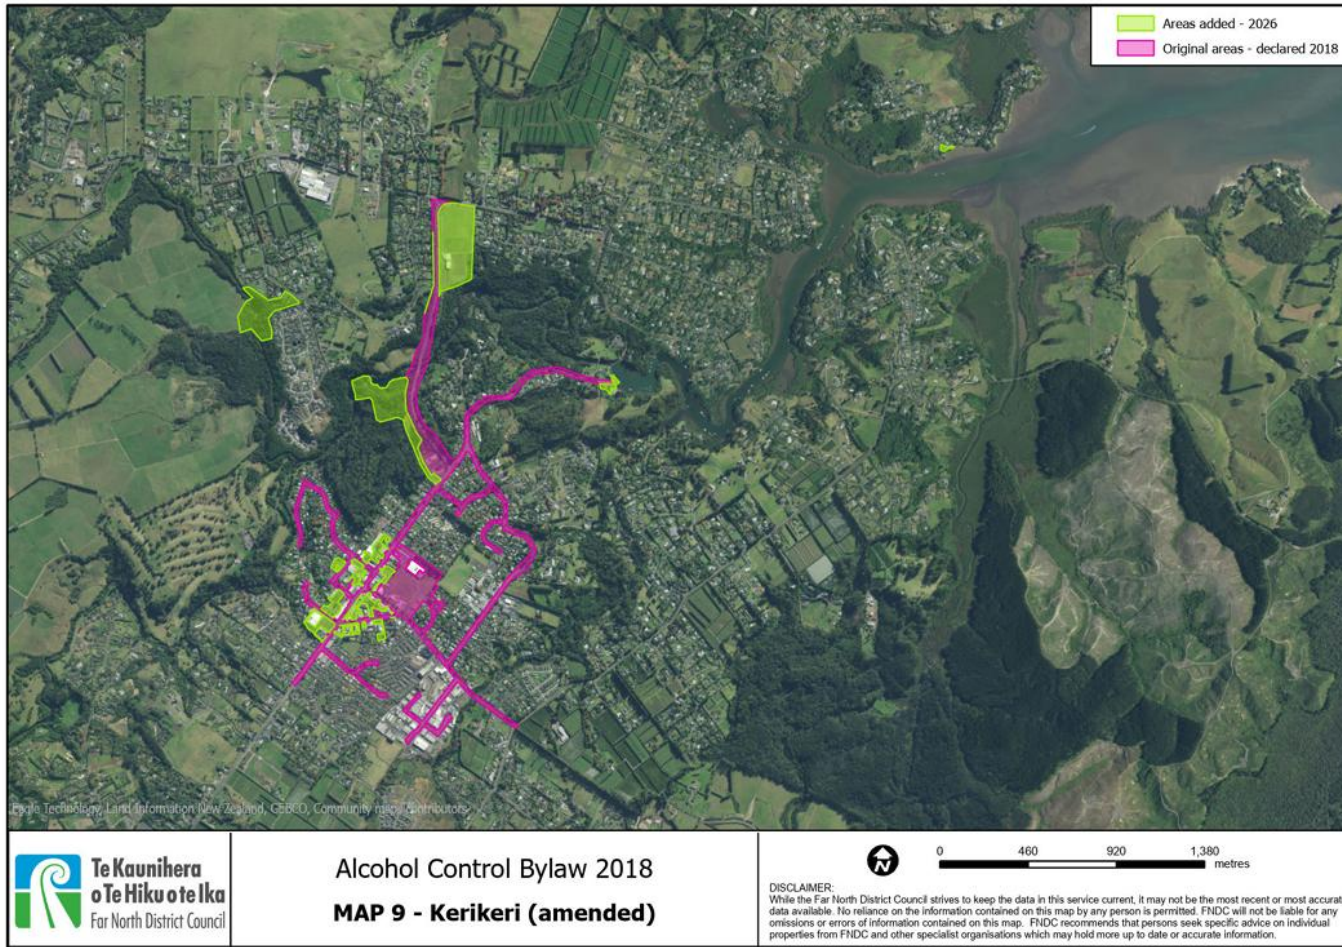 Areas added - 2026
Original areas - declared 2018
Eagle Technology, Land Information New Zealand, GEBCO, Community maps contributors
Te Kaunihera
o Te Hiku o te Ika
Far North District Council
Alcohol Control Bylaw 2018
MAP 9 - Kerikeri (amended)
N
0 460 920 1,380
metres
DISCLAIMER:
While the Far North District Council strives to keep the data in this service current, it may not be the most recent or most accurat
data available. No reliance on the information contained on this map by any person is permitted. FNDC will not be liable for any
omissions or errors of information contained on this map. FNDC recommends that persons seek specific advice on individual
properties from FNDC and other specialist organisations which may hold more up to date or accurate information.